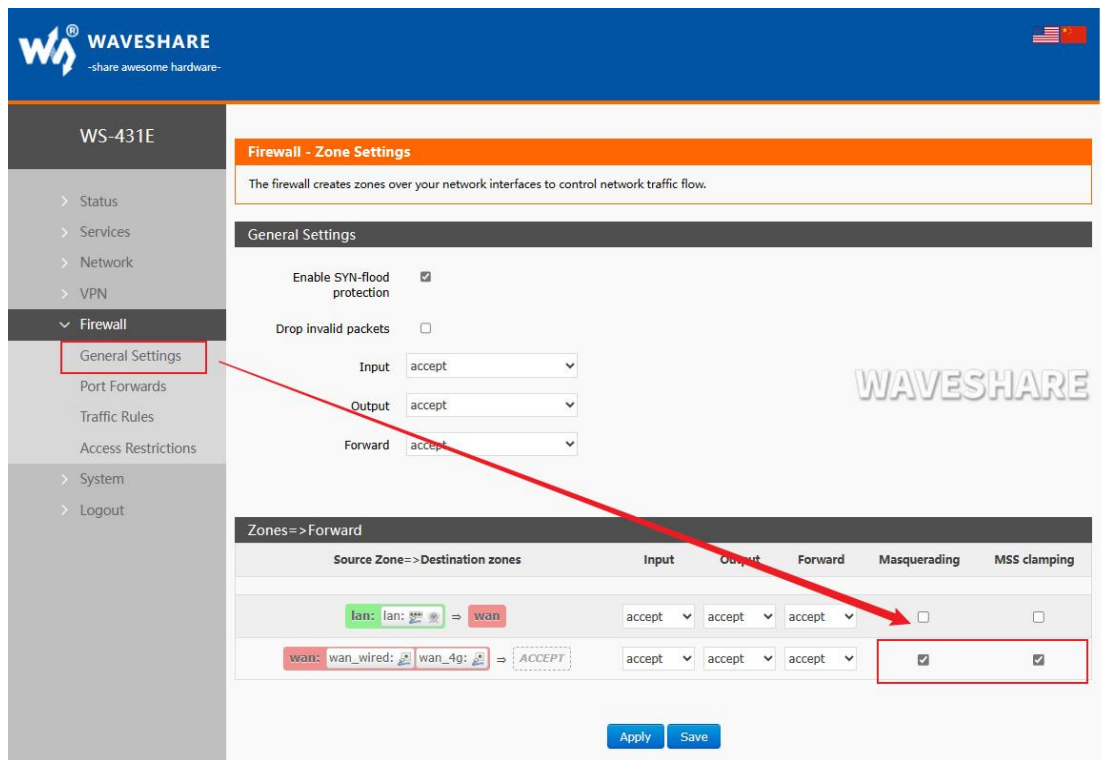 WAVESHARE
-share awesome hardware-
WS-431E
Status
Services
Network
VPN
Firewall
General Settings
Port Forwards
Traffic Rules
Access Restrictions
System
Logout
Firewall - Zone Settings
The firewall creates zones over your network interfaces to control network traffic flow.
General Settings
Enable SYN-flood
protection
Drop invalid packets
Input accept
Output accept
Forward accept
WAVESHARE
Zones=>Forward
Source Zone=>Destination zones Input Output Forward Masquerading MSS clamping
lan: lan: ⇒ wan accept accept accept
wan: wan_wired: wan_4g: ⇒ ACCEPT accept accept accept
Apply Save